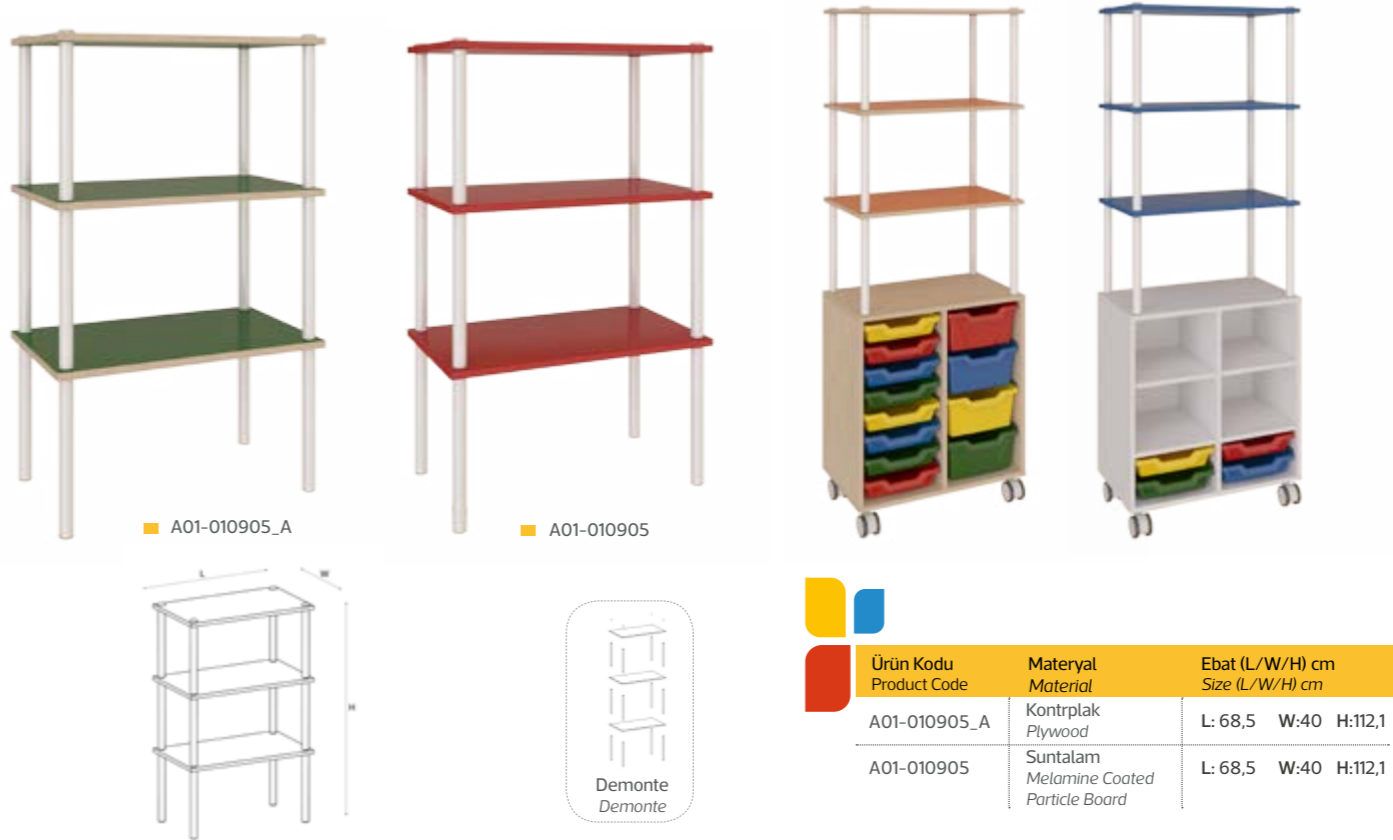 A01-010905_A
A01-010905
L
W
H
Demonte
Demonte
Ürün Kodu
Product Code
Materyal
Material
Ebat (L/W/H) cm
Size (L/W/H) cm
A01-010905_A
Kontrplak
Plywood
L: 68,5 W:40 H:112,1
A01-010905
Suntalam
Melamine Coated
Particle Board
L: 68,5 W:40 H:112,1